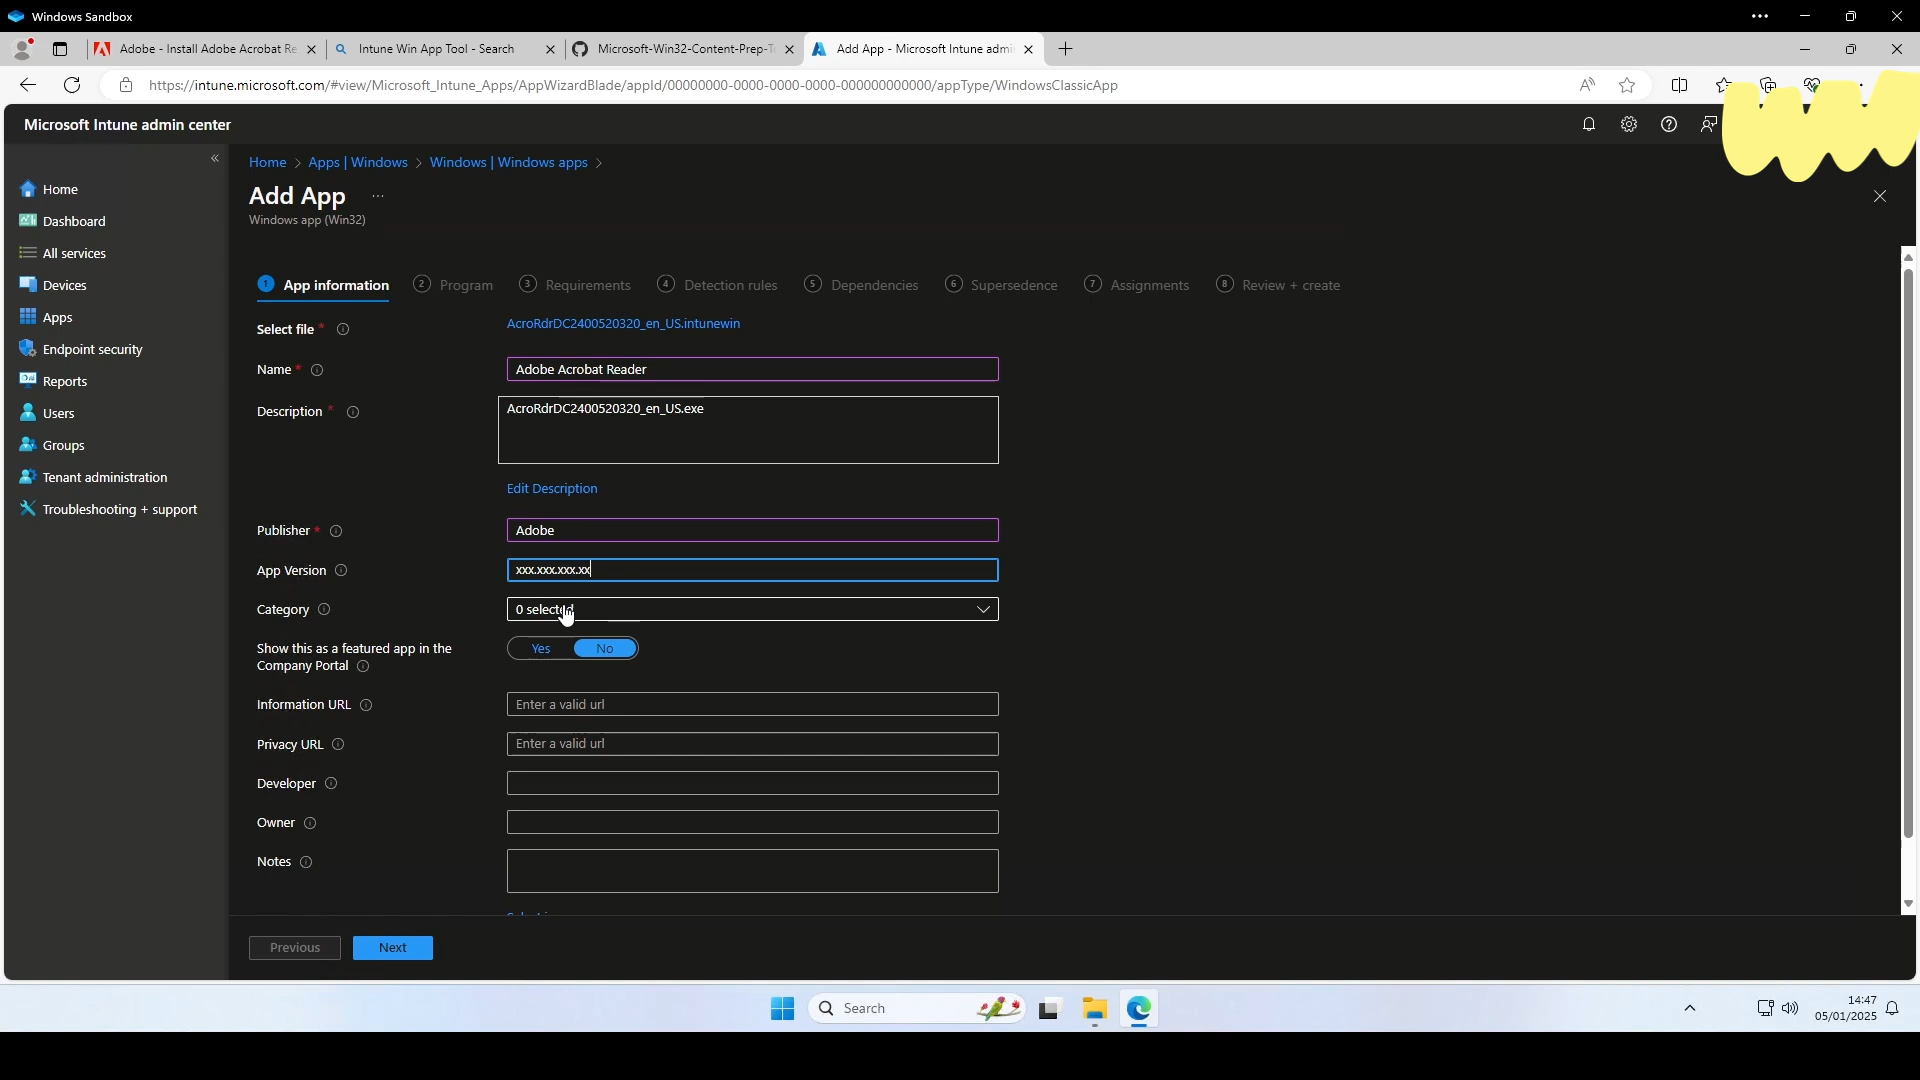 Windows Sandbox
Adobe - Install Adobe Acrobat Re
Intune Win App Tool - Search
Microsoft-Win32-Content-Prep-T
Add App - Microsoft Intune admi
https://intune.microsoft.com/#view/Microsoft_Intune_Apps/AppWizardBlade/appId/00000000-0000-0000-0000-000000000000/appType/WindowsClassicApp
Microsoft Intune admin center
Home > Apps | Windows > Windows | Windows apps >
Add App
Windows app (Win32)
Home
Dashboard
All services
Devices
Apps
Endpoint security
Reports
Users
Groups
Tenant administration
Troubleshooting + support
1 App information 2 Program 3 Requirements 4 Detection rules 5 Dependencies 6 Supersedence 7 Assignments 8 Review + create
Select file * AcroRdrDC2400520320_en_US.intunewin
Name * Adobe Acrobat Reader
Description * AcroRdrDC2400520320_en_US.exe
Edit Description
Publisher * Adobe
App Version xxx.xxx.xxx.xx
Category 0 selected
Show this as a featured app in the
Company Portal
Yes No
Information URL Enter a valid url
Privacy URL Enter a valid url
Developer
Owner
Notes
Previous Next
Search
14:47
05/01/2025